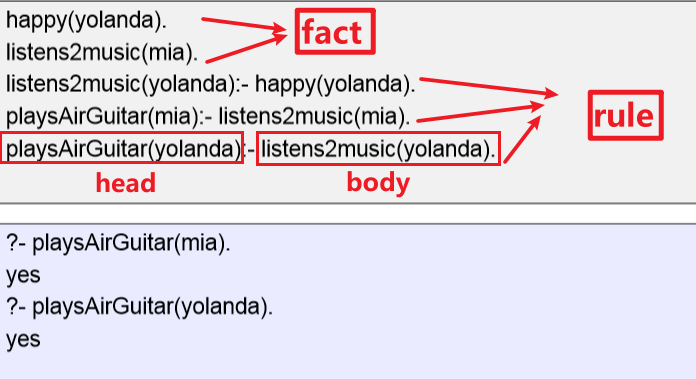 happy(yolanda).
fact
listens2music(mia).
listens2music(yolanda):- happy(yolanda).
playsAirGuitar(mia):- listens2music(mia).
rule
playsAirGuitar(yolanda):- listens2music(yolanda).
head
body
?- playsAirGuitar(mia).
yes
?- playsAirGuitar(yolanda).
yes